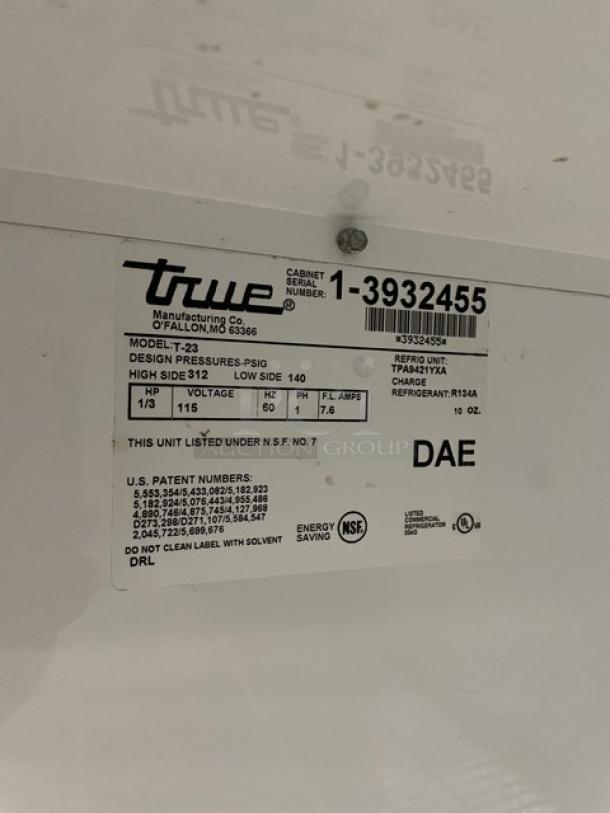 true®
Manufacturing Co.
O'FALLON,MO 63366
CABINET
SERIAL
NUMBER: 1-3932455
*3932455*
MODEL: T-23
DESIGN PRESSURES-PSIG
HIGH SIDE 312 LOW SIDE 140
REFRIG UNIT:
TPA9421YXA
CHARGE
REFRIGERANT: R134A
10 OZ.
HP VOLTAGE HZ PH F.L. AMPS
1/3 115 60 1 7.6
THIS UNIT LISTED UNDER N.S.F. NO. 7
DAE
AUCTION GROUP
U.S. PATENT NUMBERS:
5,553,354/5,433,082/5,182,923
5,182,924/5,076,443/4,955,486
4,890,746/4,875,745/4,127,968
D273,298/D271,107/5,584,547
2,045,722/5,699,676
DO NOT CLEAN LABEL WITH SOLVENT
DRL
ENERGY
SAVING
NSF
LISTED
COMMERCIAL
REFRIGERATOR
C UL US